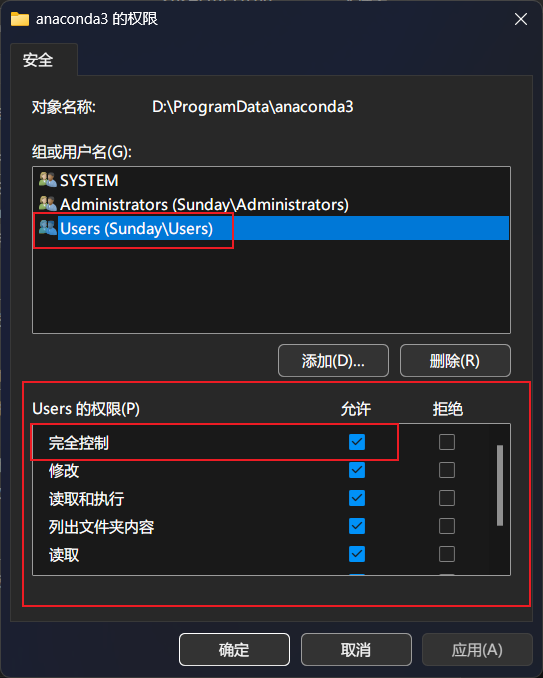 anaconda3 的权限
安全
对象名称: D:\ProgramData\anaconda3
组或用户名(G):
SYSTEM
Administrators (Sunday\Administrators)
Users (Sunday\Users)
添加(D)... 删除(R)
Users 的权限(P) 允许 拒绝
完全控制
修改
读取和执行
列出文件夹内容
读取
确定 取消 应用(A)